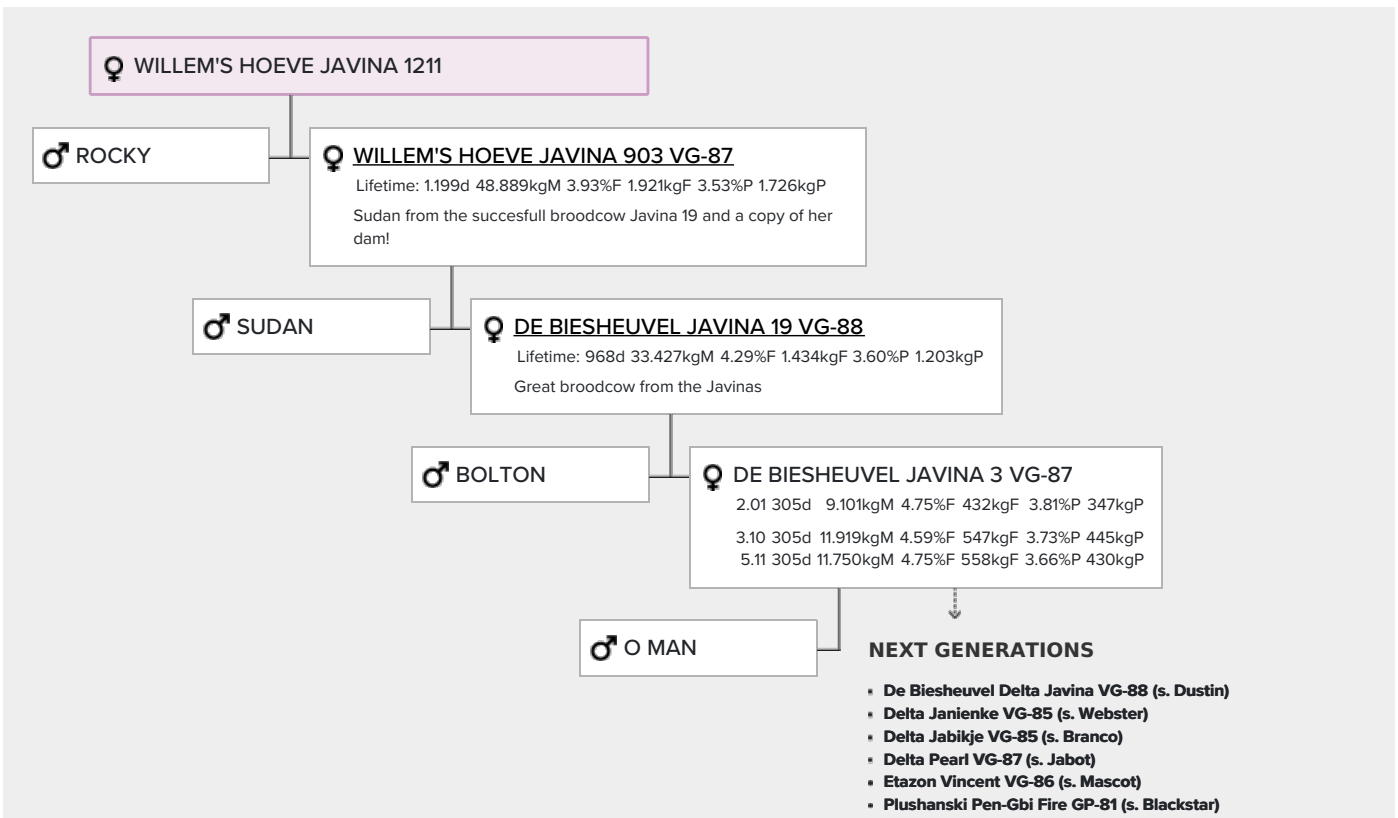 WILLEM'S HOEVE JAVINA 1211
ROCKY
WILLEM'S HOEVE JAVINA 903 VG-87
Lifetime: 1.199d 48.889kgM 3.93%F 1.921kgF 3.53%P 1.726kgP
Sudan from the succesfull broodcow Javina 19 and a copy of her
dam!
SUDAN
DE BIESHEUVEL JAVINA 19 VG-88
Lifetime: 968d 33.427kgM 4.29%F 1.434kgF 3.60%P 1.203kgP
Great broodcow from the Javinas
BOLTON
DE BIESHEUVEL JAVINA 3 VG-87
2.01 305d 9.101kgM 4.75%F 432kgF 3.81%P 347kgP
3.10 305d 11.919kgM 4.59%F 547kgF 3.73%P 445kgP
5.11 305d 11.750kgM 4.75%F 558kgF 3.66%P 430kgP
O MAN
NEXT GENERATIONS
▪ De Biesheuvel Delta Javina VG-88 (s. Dustin)
▪ Delta Janienke VG-85 (s. Webster)
▪ Delta Jabikje VG-85 (s. Branco)
▪ Delta Pearl VG-87 (s. Jabot)
▪ Etazon Vincent VG-86 (s. Mascot)
▪ Plushanski Pen-Gbi Fire GP-81 (s. Blackstar)